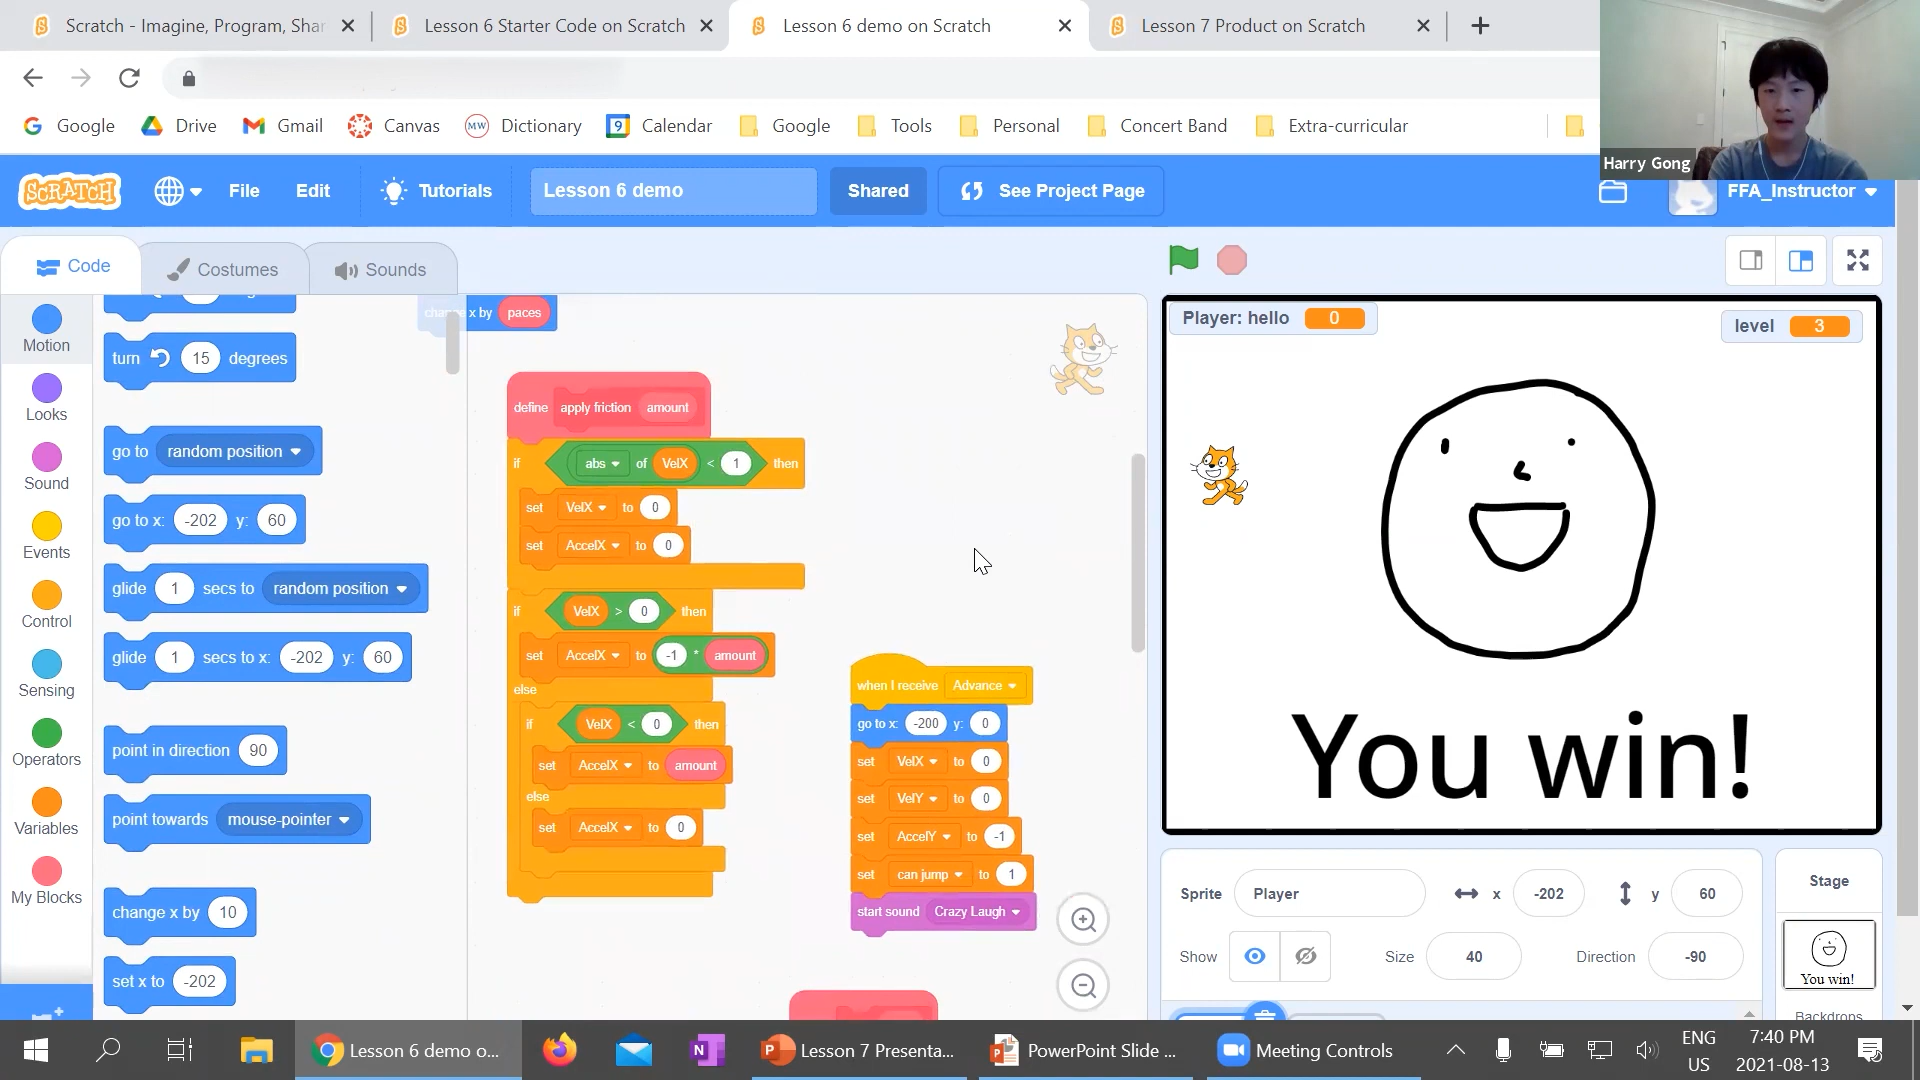 Scratch - Imagine, Program, Shar
Lesson 6 Starter Code on Scratch
Lesson 6 demo on Scratch
Lesson 7 Product on Scratch
Google Drive Gmail Canvas Dictionary Calendar Google Tools Personal Concert Band Extra-curricular
Harry Gong
SCRATCH File Edit Tutorials Lesson 6 demo Shared See Project Page FFA_Instructor
Code Costumes Sounds
Motion
Looks
Sound
Events
Control
Sensing
Operators
Variables
My Blocks
turn 15 degrees
go to random position
go to x: -202 y: 60
glide 1 secs to random position
glide 1 secs to x: -202 y: 60
point in direction 90
point towards mouse-pointer
change x by 10
set x to -202
change x by paces
define apply friction amount
if abs of VelX < 1 then
set VelX to 0
set AccelX to 0
if VelX > 0 then
set AccelX to -1 * amount
else
if VelX < 0 then
set AccelX to amount
else
set AccelX to 0
when I receive Advance
go to x: -200 y: 0
set VelX to 0
set VelY to 0
set AccelY to -1
set can jump to 1
start sound Crazy Laugh
Player: hello 0
level 3
You win!
Sprite Player x -202 y 60
Show Size 40 Direction -90
Stage
You win!
Backdrops
Lesson 6 demo o...
Lesson 7 Presenta...
PowerPoint Slide ...
Meeting Controls
ENG
US
7:40 PM
2021-08-13